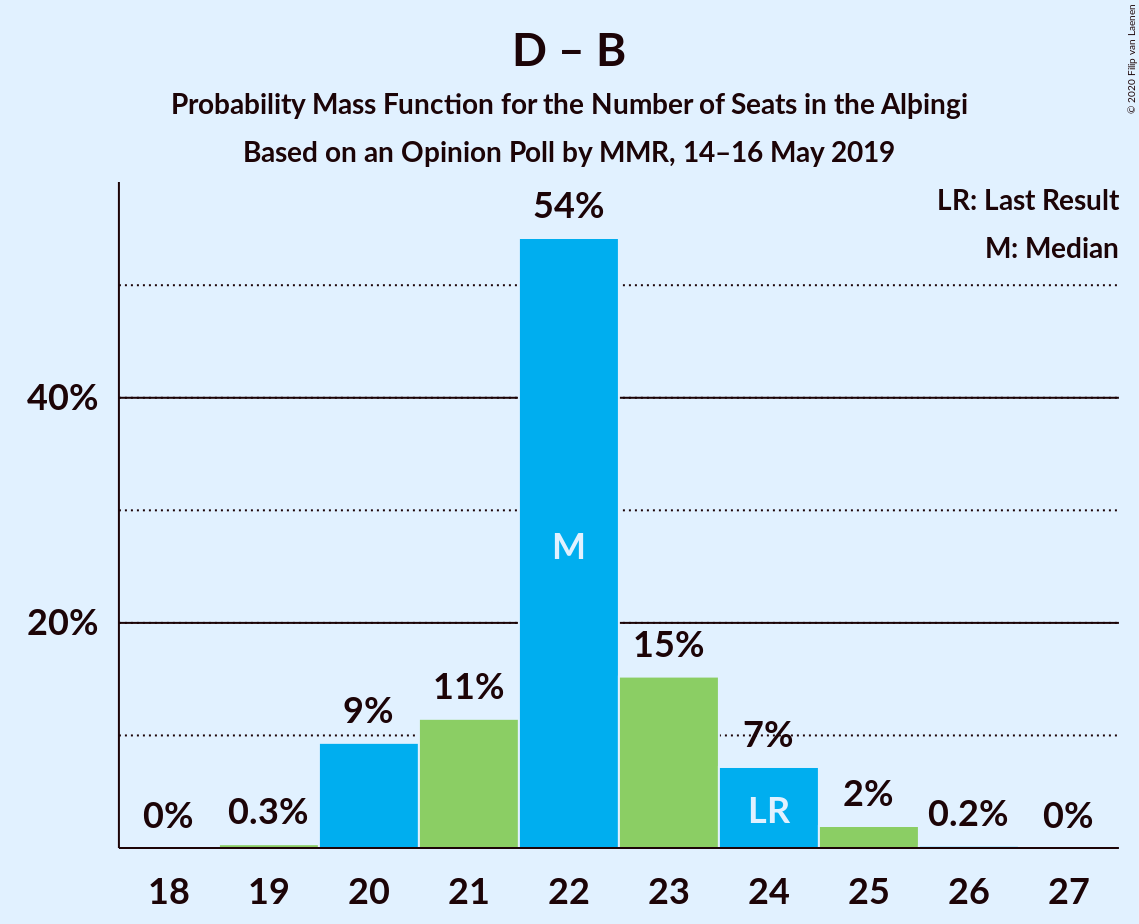 D – B
Probability Mass Function for the Number of Seats in the Alþingi
Based on an Opinion Poll by MMR, 14–16 May 2019
© 2020 Filip van Laenen
LR: Last Result
M: Median
54%
40%
M
20%
15%
11%
9%
7%
LR
2%
0.3%
0.2%
0%
0%
18 19 20 21 22 23 24 25 26 27